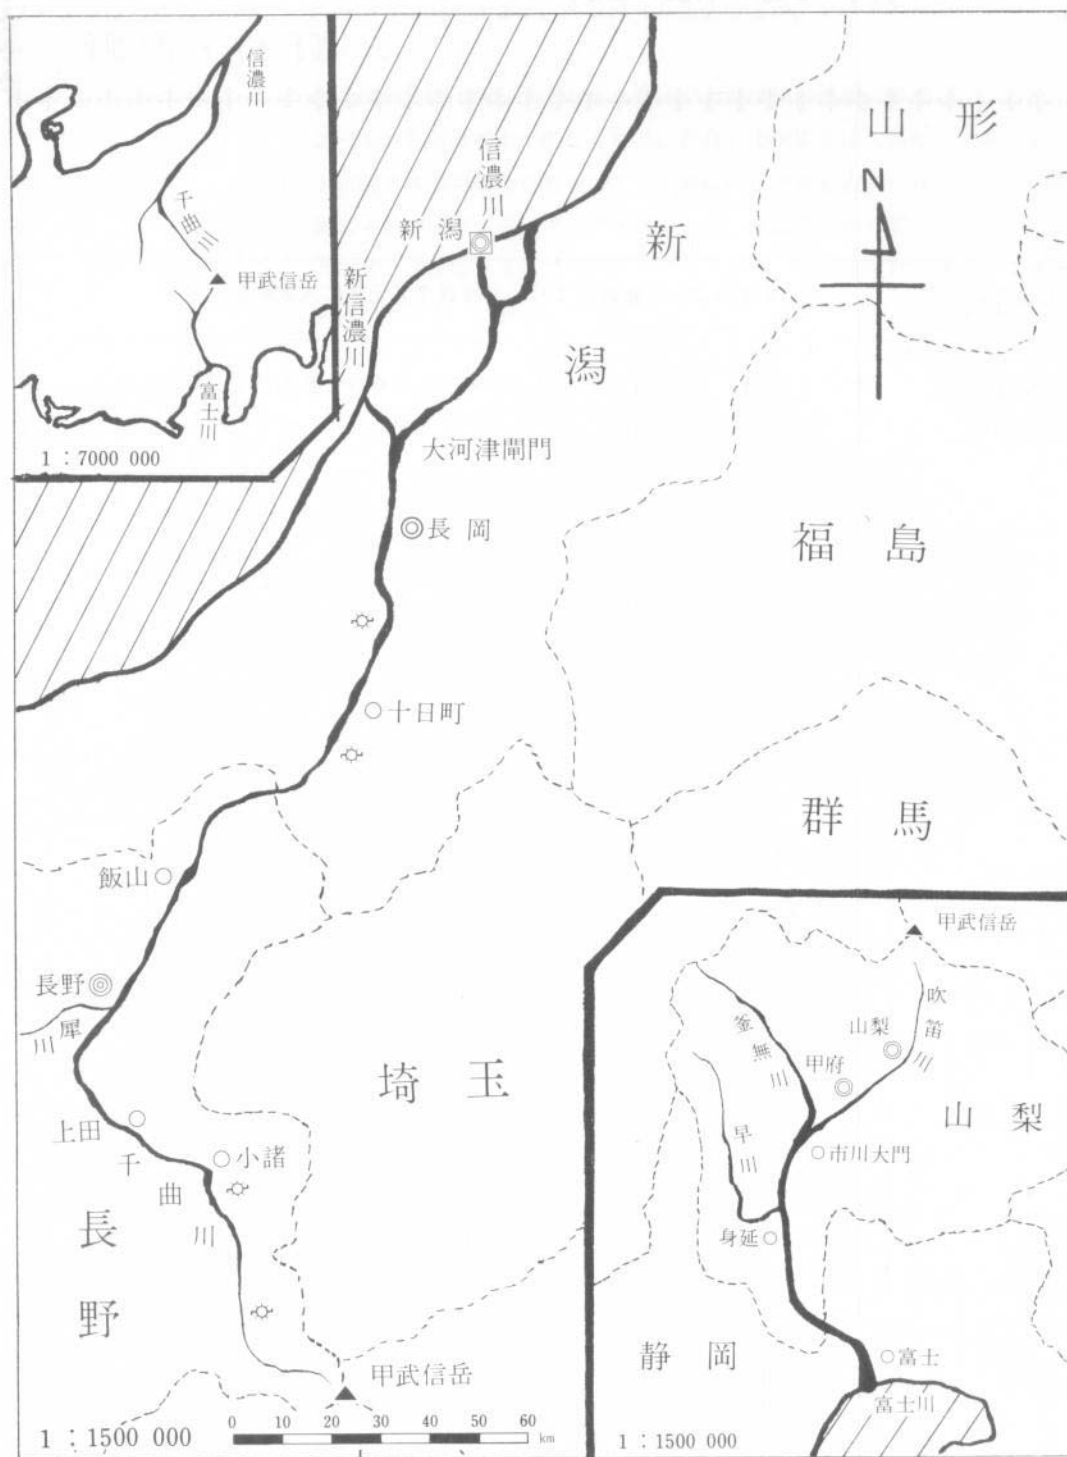 信濃川
千曲川
甲武信岳
富士川
1：7000 000
信濃川
新潟
新信濃川
山形
N
新潟
大河津閘門
長岡
福島
十日町
群馬
飯山
長野
犀川
埼玉
上田
小諸
千曲川
長野
甲武信岳
1：1500 000
0 10 20 30 40 50 60
km
甲武信岳
吹笛川
釜無川
山梨
甲府
早川
山梨
市川大門
身延
静岡
富士
富士川
1：1500 000